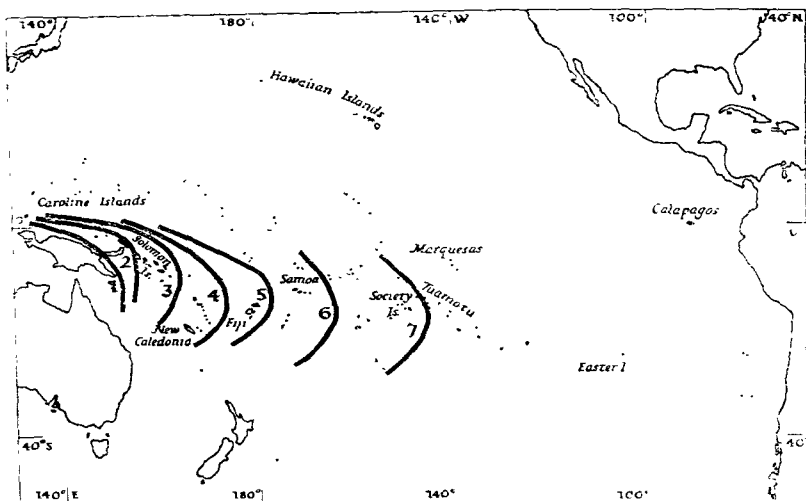 140° 180° 140° W 100° 40° N
Hawaiian Islands
Caroline Islands
Calapagos
Solomon
Is.
Marquesas
Samoa
Tuamotu
Society
Is.
Fiji
New
Caledonia
2 3 4 5 6 7
Easter I
40° S 40°
140° E 180° 140° 100°